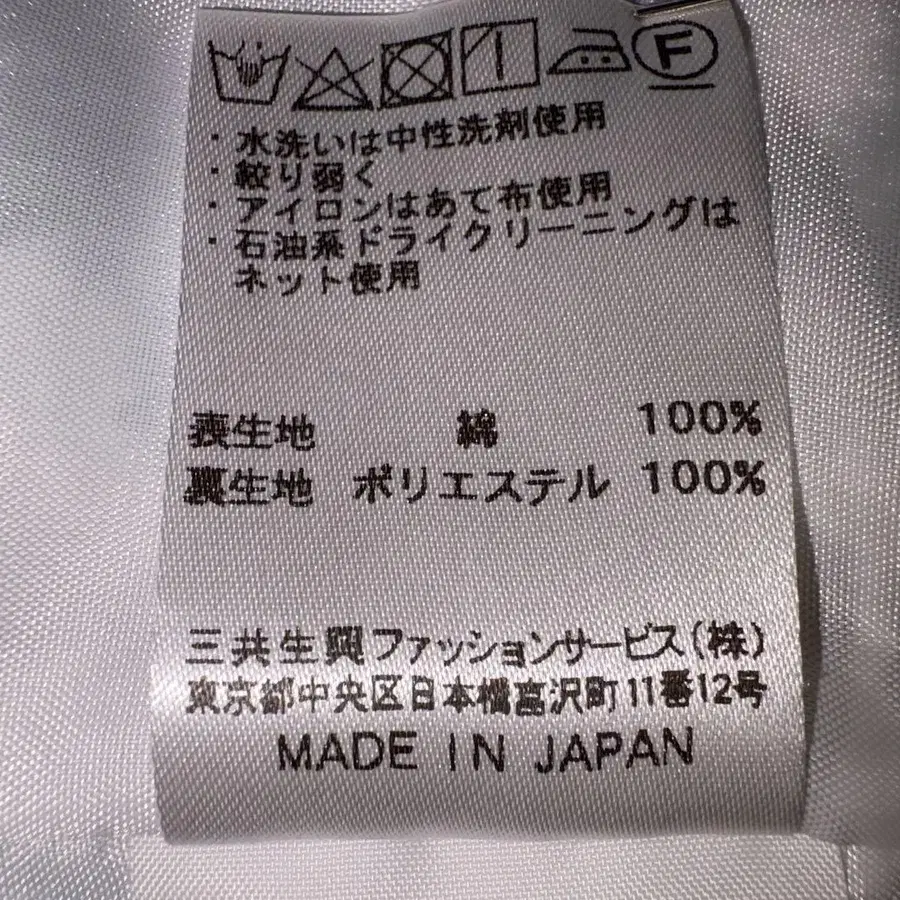 F
・水洗いは中性洗剤使用
・絞り弱く
・アイロンはあて布使用
・石油系ドライクリーニングは
ネット使用
表生地 綿 100%
裏生地 ポリエステル 100%
三共生興ファッションサービス(株)
東京都中央区日本橋富沢町11番12号
MADE IN JAPAN